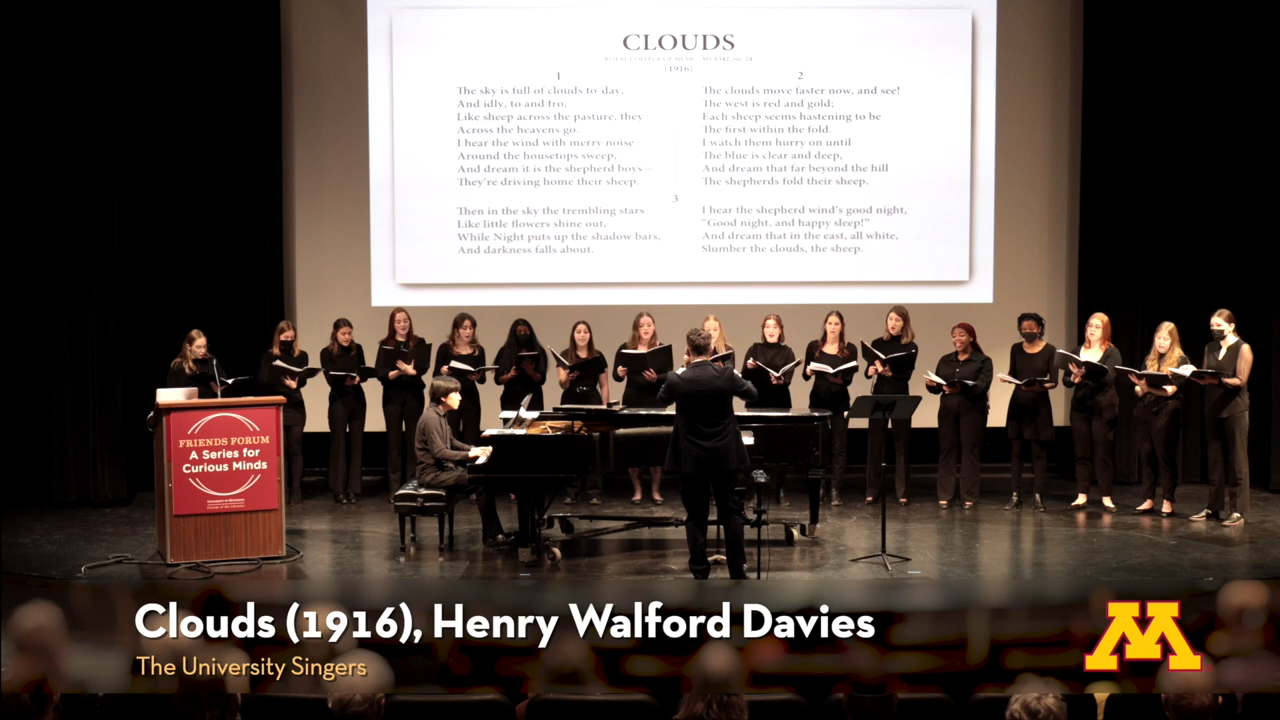 CLOUDS
ROYAL COLLEGE OF MUSIC MS 6347, no. 24
(1916)
1
The sky is full of clouds to-day,
And idly, to and fro,
Like sheep across the pasture, they
Across the heavens go.
I hear the wind with merry noise
Around the housetops sweep,
And dream it is the shepherd boys—
They're driving home their sheep.
2
The clouds move faster now, and see!
The west is red and gold;
Each sheep seems hastening to be
The first within the fold.
I watch them hurry on until
The blue is clear and deep,
And dream that far beyond the hill
The shepherds fold their sheep.
3
Then in the sky the trembling stars
Like little flowers shine out,
While Night puts up the shadow bars,
And darkness falls about.
I hear the shepherd wind's good night,
"Good night, and happy sleep!"
And dream that in the east, all white,
Slumber the clouds, the sheep.
FRIENDS FORUM
A Series for
Curious Minds
Clouds (1916), Henry Walford Davies
The University Singers
M